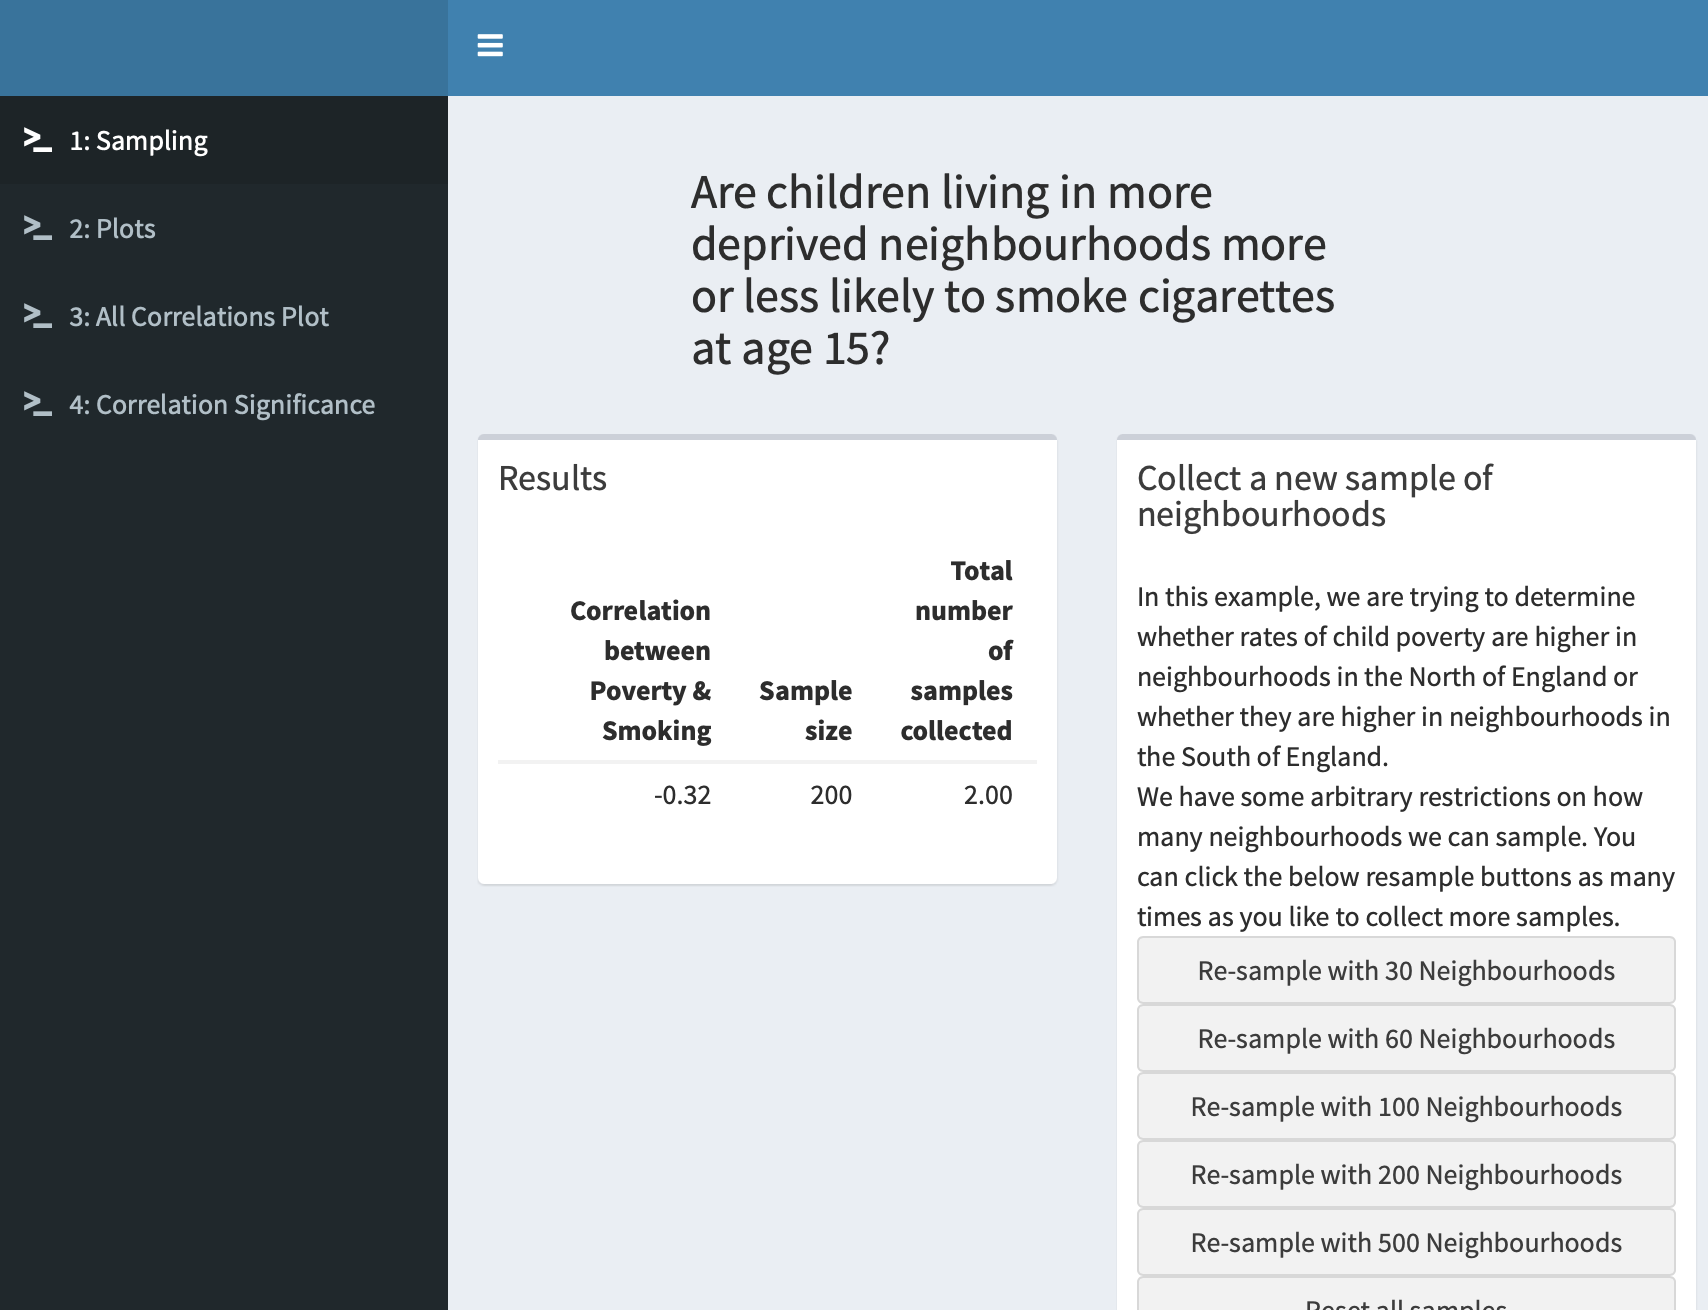 1: Sampling
2: Plots
3: All Correlations Plot
4: Correlation Significance
Are children living in more
deprived neighbourhoods more
or less likely to smoke cigarettes
at age 15?
Results
Correlation
between
Poverty &
Smoking
Sample
size
Total
number
of
samples
collected
-0.32 200 2.00
Collect a new sample of
neighbourhoods
In this example, we are trying to determine
whether rates of child poverty are higher in
neighbourhoods in the North of England or
whether they are higher in neighbourhoods in
the South of England.
We have some arbitrary restrictions on how
many neighbourhoods we can sample. You
can click the below resample buttons as many
times as you like to collect more samples.
Re-sample with 30 Neighbourhoods
Re-sample with 60 Neighbourhoods
Re-sample with 100 Neighbourhoods
Re-sample with 200 Neighbourhoods
Re-sample with 500 Neighbourhoods
Reset all samples